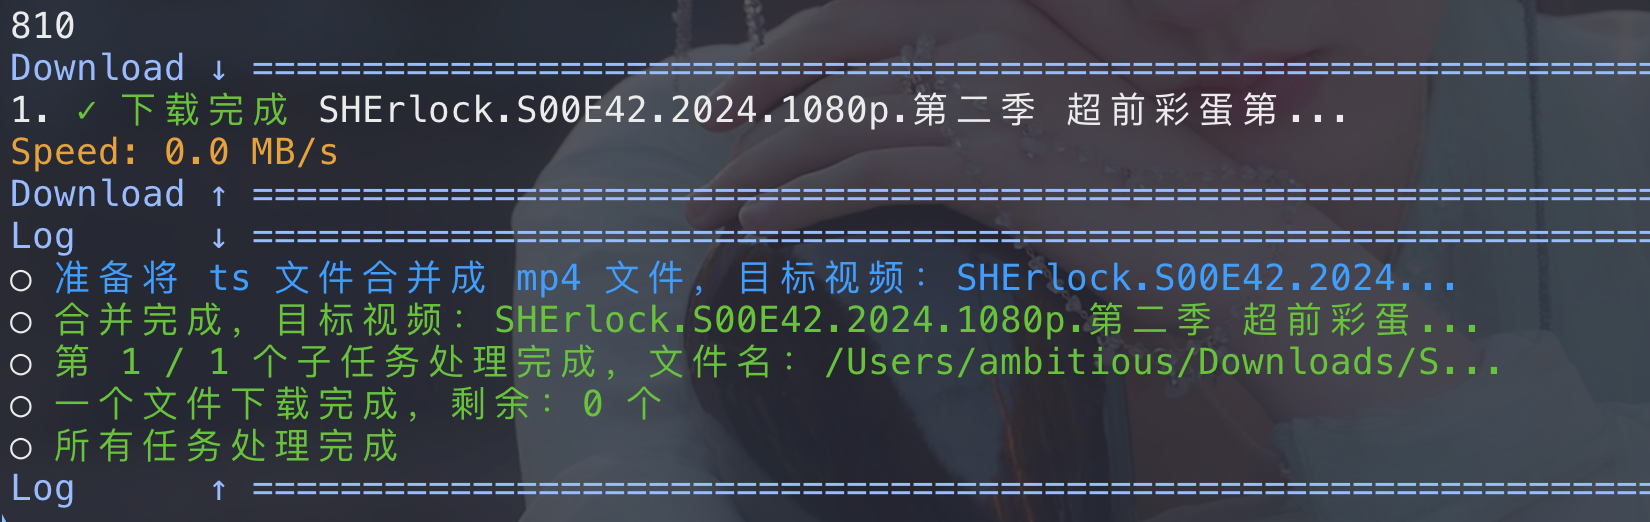 810
Download ↓ ================================================================
1. ✓ 下载完成 SHErlock.S00E42.2024.1080p.第二季 超前彩蛋第...
Speed: 0.0 MB/s
Download ↑ ================================================================
Log ↓ ================================================================
○ 准备将 ts 文件合并成 mp4 文件, 目标视频: SHErlock.S00E42.2024...
○ 合并完成, 目标视频: SHErlock.S00E42.2024.1080p.第二季 超前彩蛋...
○ 第 1 / 1 个子任务处理完成, 文件名: /Users/ambitious/Downloads/S...
○ 一个文件下载完成, 剩余: 0 个
○ 所有任务处理完成
Log ↑ ================================================================